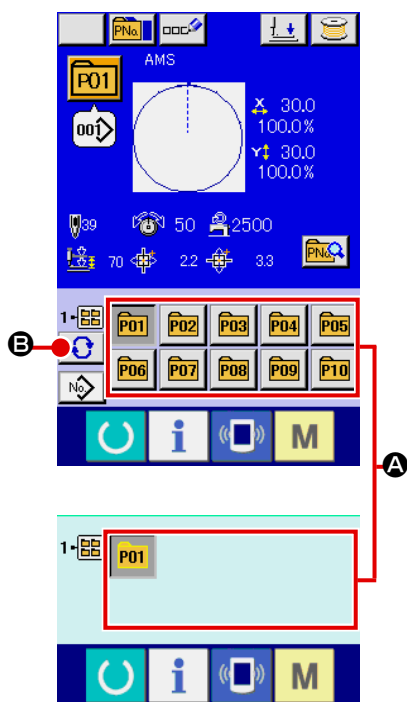 PNo.
AMS
P01
001
X 30.0
100.0%
Y 30.0
100.0%
39 50 2500
70 2.2 3.3 PNo.
1
P01 P02 P03 P04 P05
B
P06 P07 P08 P09 P10
No.
i M
A
1
P01
i M